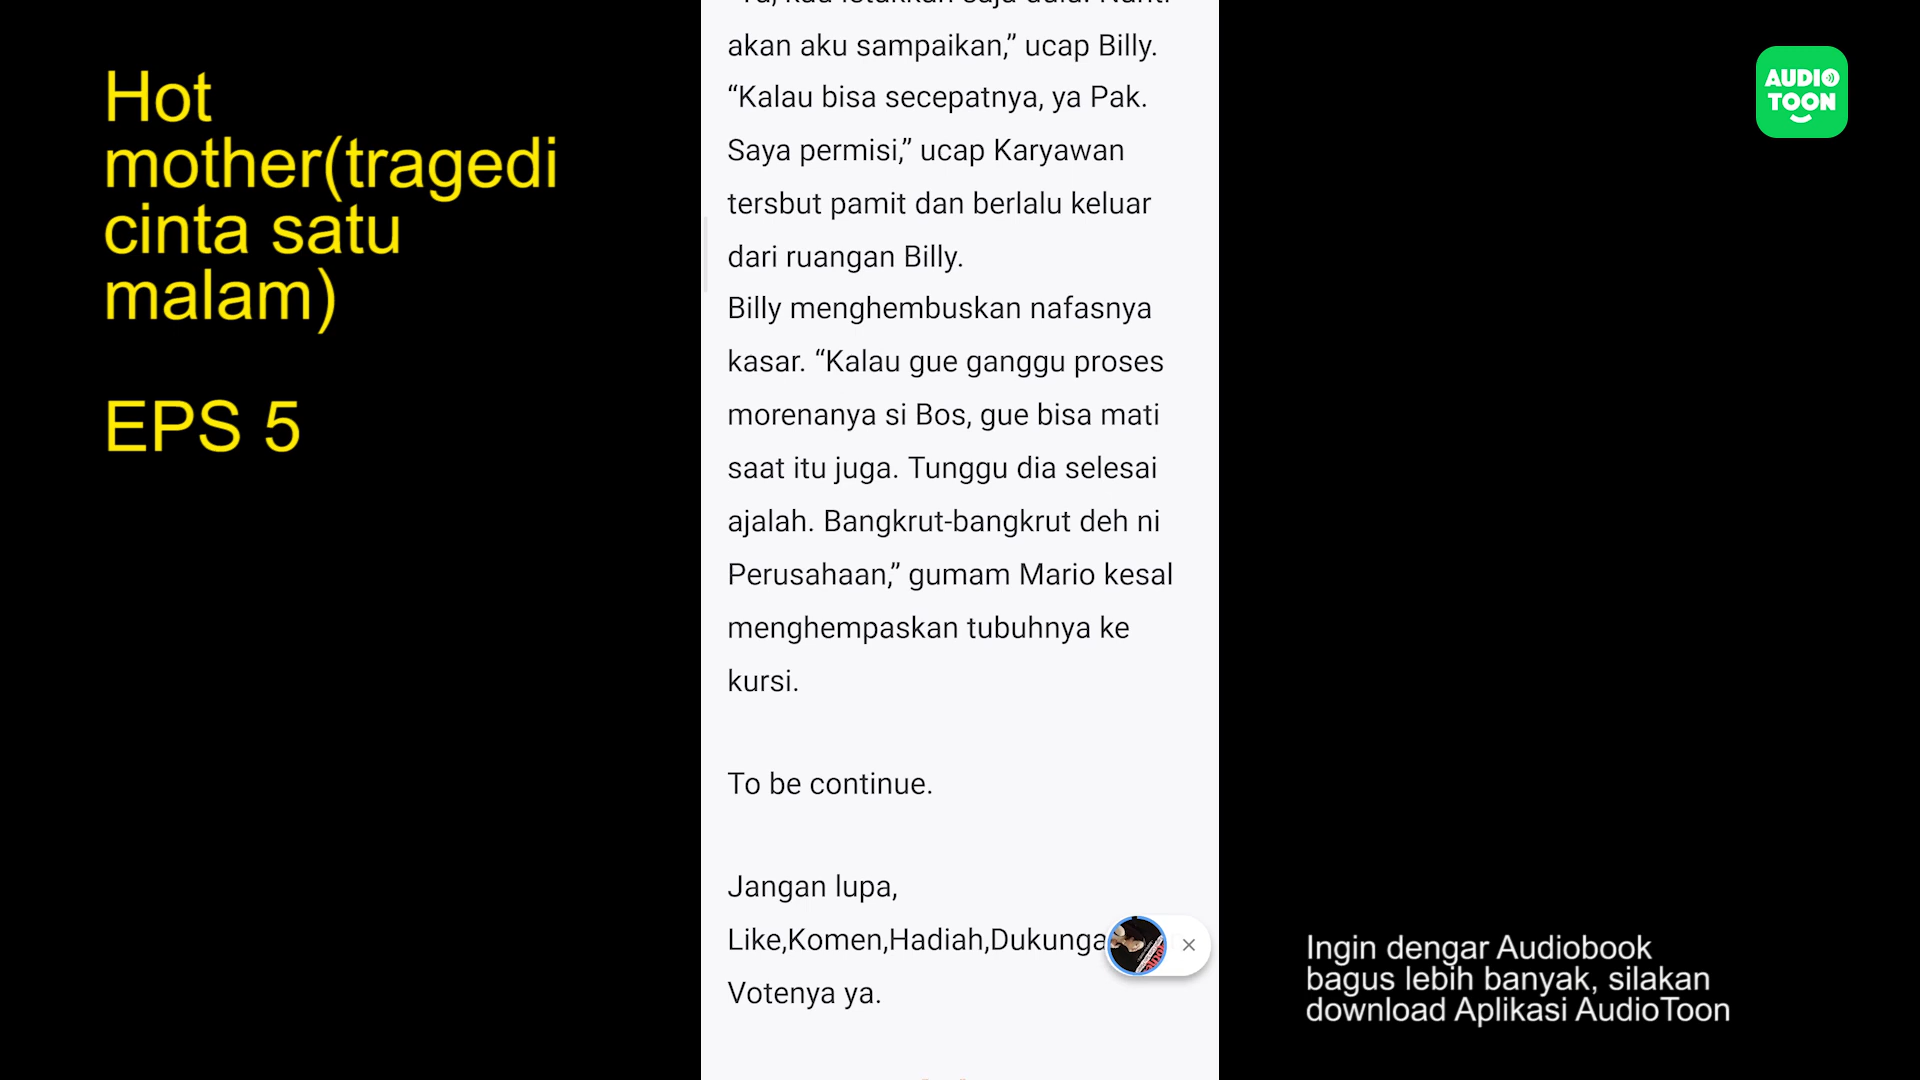 Hot
mother(tragedi
cinta satu
malam)
EPS 5
akan aku sampaikan,” ucap Billy.
“Kalau bisa secepatnya, ya Pak.
Saya permisi,” ucap Karyawan
tersbut pamit dan berlalu keluar
dari ruangan Billy.
Billy menghembuskan nafasnya
kasar. “Kalau gue ganggu proses
morenanya si Bos, gue bisa mati
saat itu juga. Tunggu dia selesai
ajalah. Bangkrut-bangkrut deh ni
Perusahaan,” gumam Mario kesal
menghempaskan tubuhnya ke
kursi.
To be continue.
Jangan lupa,
Like,Komen,Hadiah,Dukunga
Votenya ya.
AUDIO
TOON
Ingin dengar Audiobook
bagus lebih banyak, silakan
download Aplikasi AudioToon